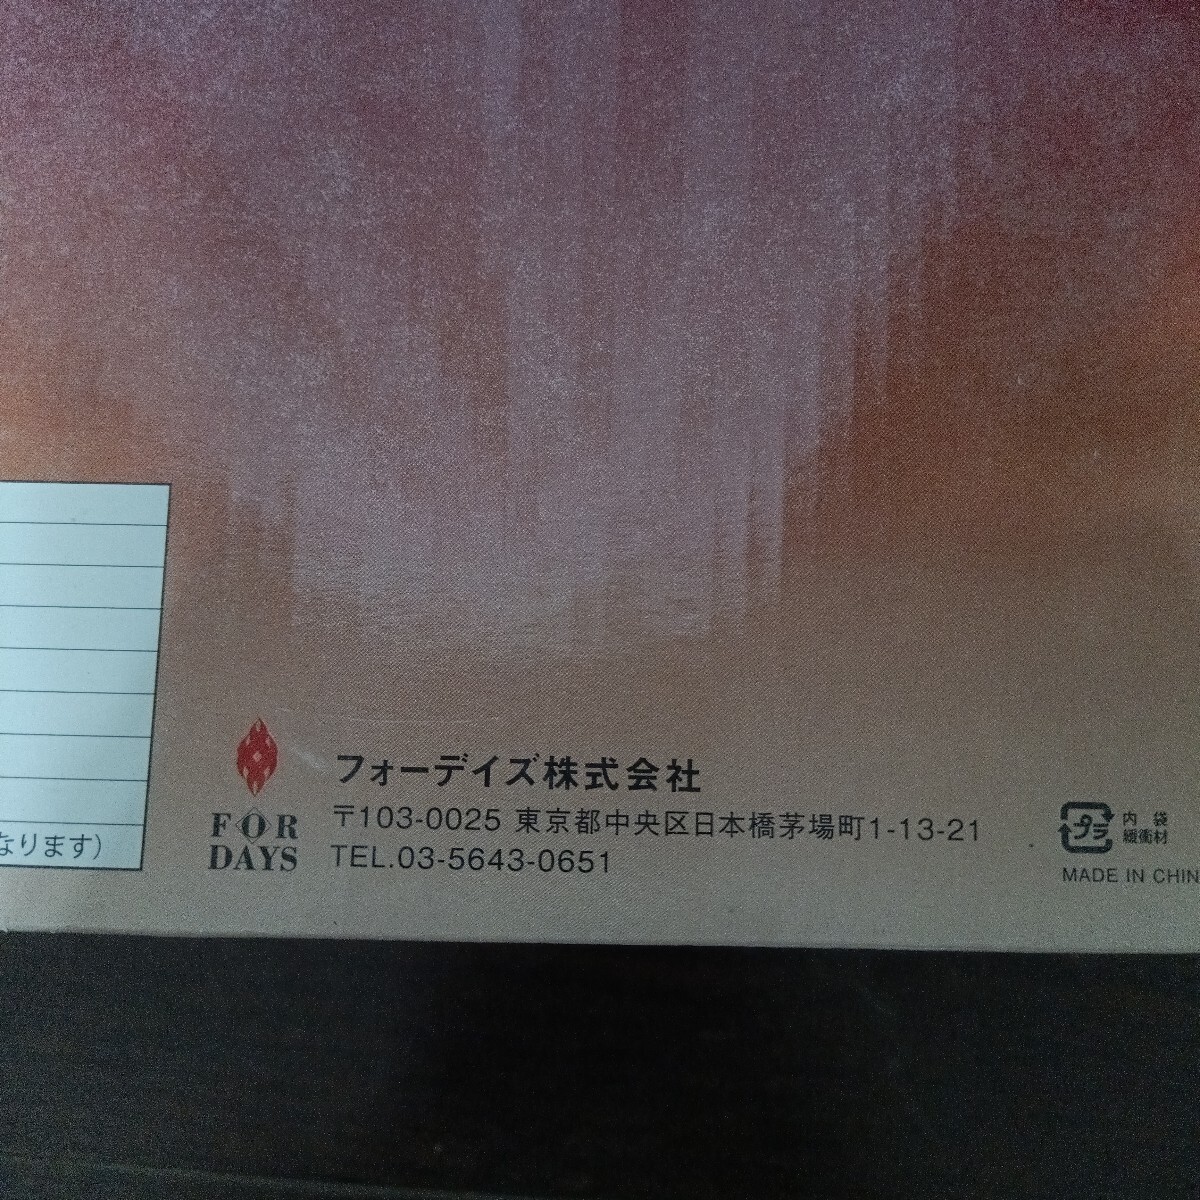 なります)
FOR
DAYS
フォーデイズ株式会社
〒103-0025 東京都中央区日本橋茅場町1-13-21
TEL.03-5643-0651
プラ
内 袋
緩衝材
MADE IN CHIN